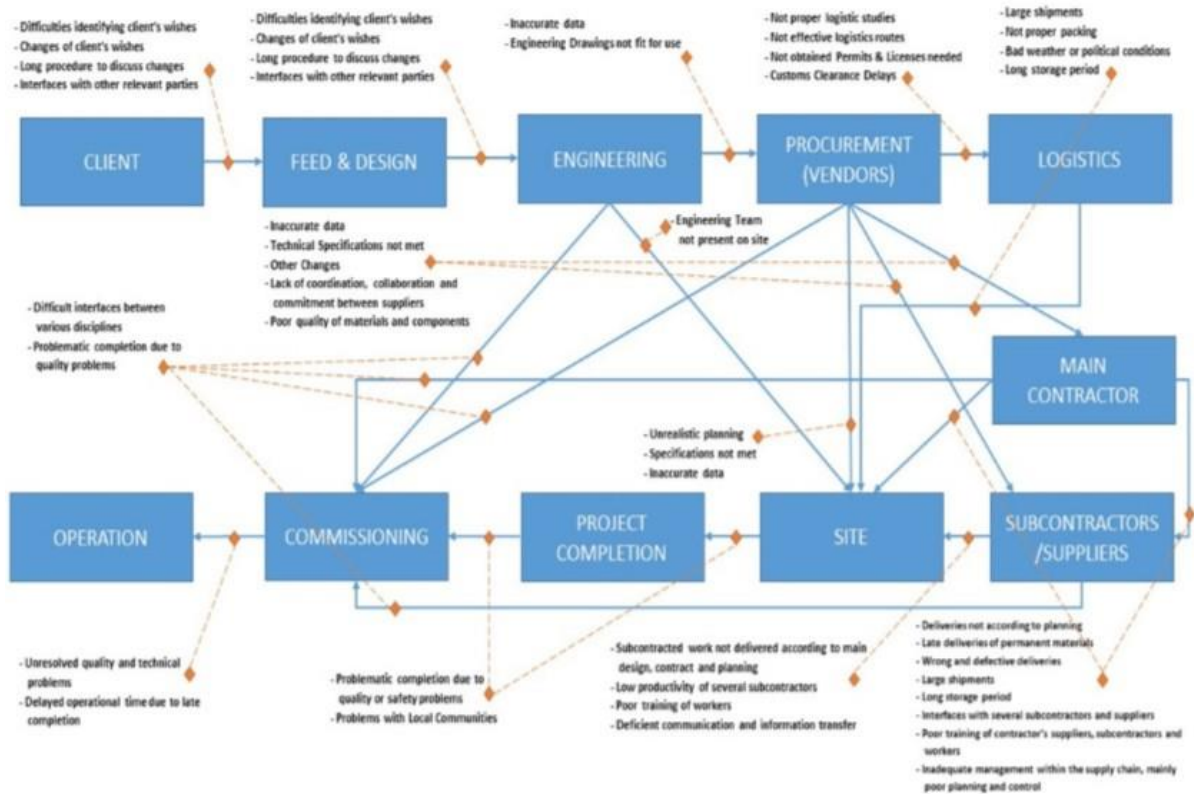 - Difficulties identifying client's wishes
- Changes of client's wishes
- Long procedure to discuss changes
- Interfaces with other relevant parties
- Difficulties identifying client's wishes
- Changes of client's wishes
- Long procedure to discuss changes
- Interfaces with other relevant parties
- Inaccurate data
- Engineering Drawings not fit for use
- Not proper logistic studies
- Not effective logistics routes
- Not obtained Permits & Licenses needed
- Customs Clearance Delays
- Large shipments
- Not proper packing
- Bad weather or political conditions
- Long storage period
CLIENT
FEED & DESIGN
ENGINEERING
PROCUREMENT
(VENDORS)
LOGISTICS
- Inaccurate data
- Technical Specifications not met
- Other Changes
- Lack of coordination, collaboration and
commitment between suppliers
- Poor quality of materials and components
- Engineering Team
not present on site
- Difficult interfaces between
various disciplines
- Problematic completion due to
quality problems
MAIN
CONTRACTOR
- Unrealistic planning
- Specifications not met
- Inaccurate data
OPERATION
COMMISSIONING
PROJECT
COMPLETION
SITE
SUBCONTRACTORS
/SUPPLIERS
- Unresolved quality and technical
problems
- Delayed operational time due to late
completion
- Problematic completion due to
quality or safety problems
- Problems with Local Communities
- Subcontracted work not delivered according to main
design, contract and planning
- Low productivity of several subcontractors
- Poor training of workers
- Deficient communication and information transfer
- Deliveries not according to planning
- Late deliveries of permanent materials
- Wrong and defective deliveries
- Large shipments
- Long storage period
- Interfaces with several subcontractors and suppliers
- Poor training of contractor's suppliers, subcontractors and
workers
- Inadequate management within the supply chain, mainly
poor planning and control